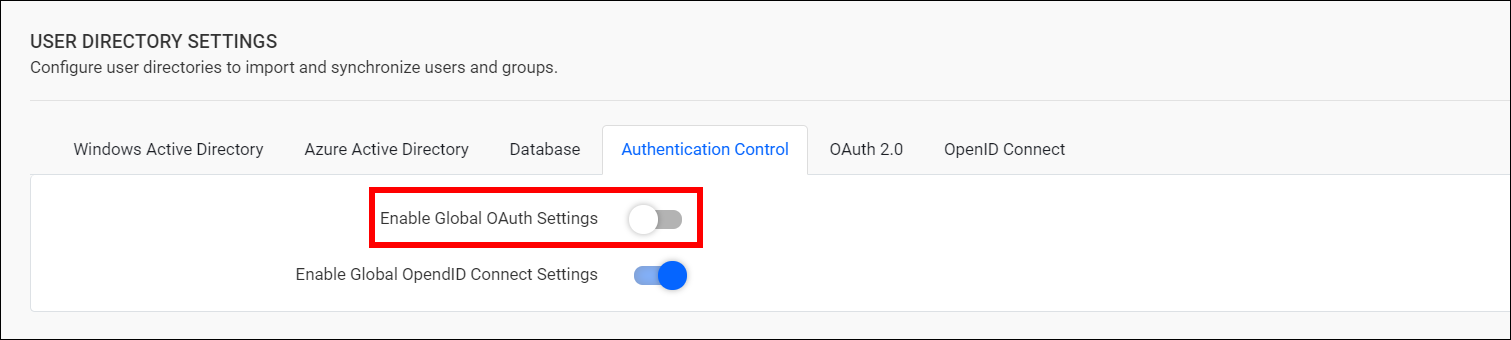 USER DIRECTORY SETTINGS
Configure user directories to import and synchronize users and groups.
Windows Active Directory Azure Active Directory Database Authentication Control OAuth 2.0 OpenID Connect
Enable Global OAuth Settings
Enable Global OpendID Connect Settings